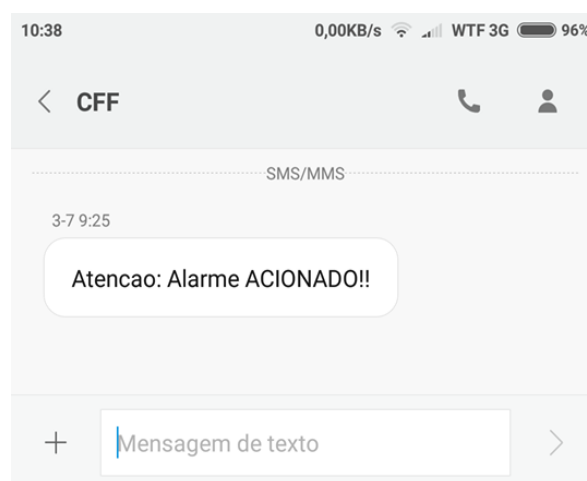 10:38 0,00KB/s WTF 3G 96%
CFF
SMS/MMS
3-7 9:25
Atencao: Alarme ACIONADO!!
Mensagem de texto